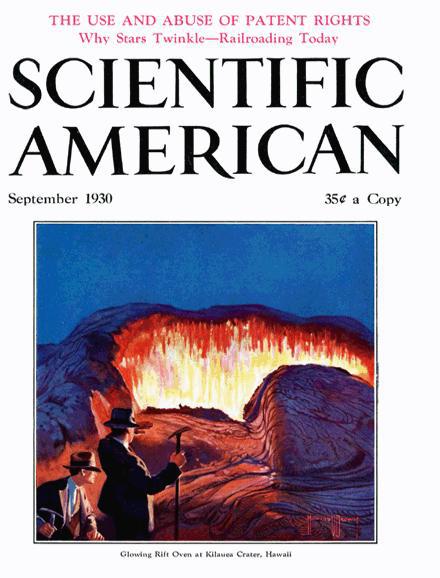 THE USE AND ABUSE OF PATENT RIGHTS
Why Stars Twinkle—Railroading Today
SCIENTIFIC
AMERICAN
September 1930
35¢ a Copy
Glowing Rift Oven at Kilauea Crater, Hawaii